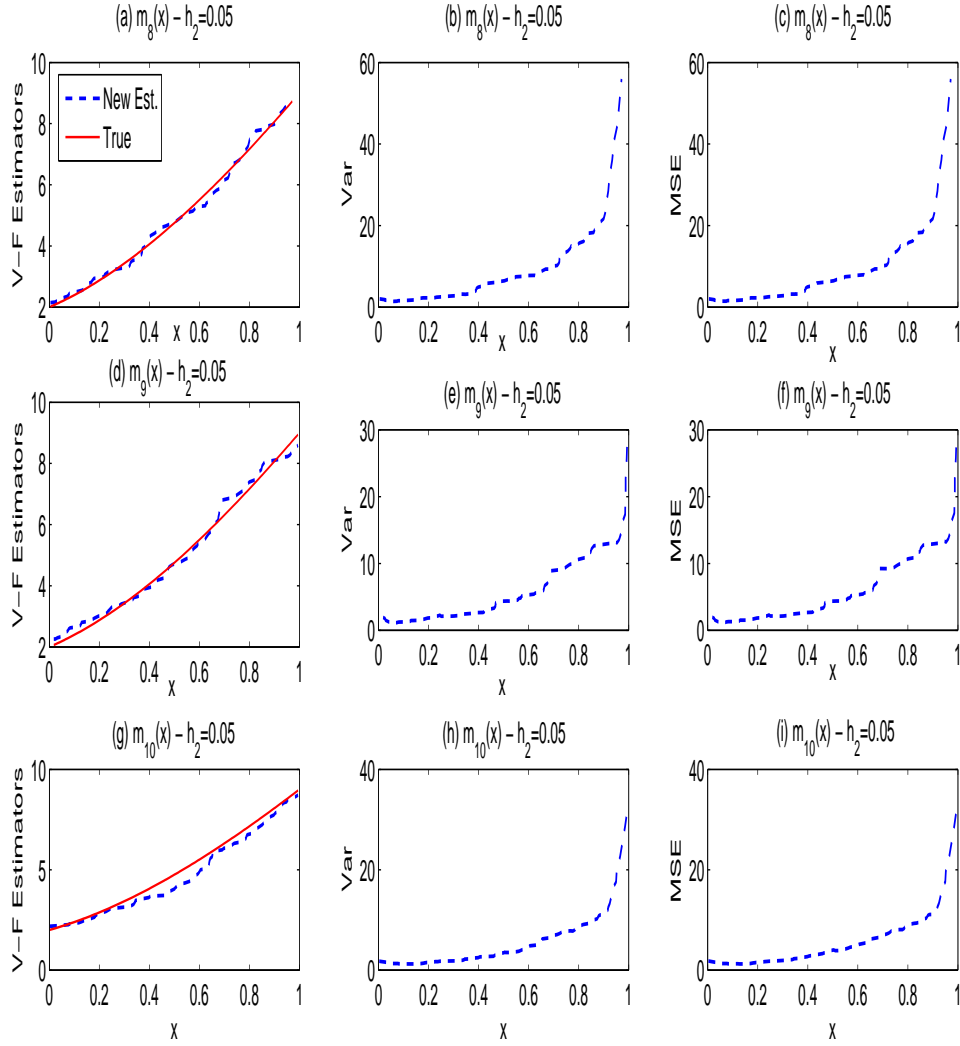 (a) m8(x) − h2=0.05
10
8
6
4
2
V−F Estimators
New Est.
True
0 0.2 x 0.6 0.8 1
0.4
(b) m8(x) − h2=0.05
60
40
20
0
Var
0 0.2 0.4 0.6 0.8 1
x
(c) m8(x) − h2=0.05
60
40
20
0
MSE
0 0.2 0.4 0.6 0.8 1
x
(d) m9(x) − h2=0.05
10
8
6
4
2
V−F Estimators
0 0.2 0.4 0.6 0.8 1
x
(e) m9(x) − h2=0.05
30
20
10
0
Var
0 0.2 0.4 0.6 0.8 1
x
(f) m9(x) − h2=0.05
30
20
10
0
MSE
0 0.2 0.4 0.6 0.8 1
x
(g) m10(x) − h2=0.05
10
5
0
V−F Estimators
0 0.2 0.4 0.6 0.8 1
x
(h) m10(x) − h2=0.05
40
20
0
Var
0 0.2 0.4 0.6 0.8 1
x
(i) m10(x) − h2=0.05
40
20
0
MSE
0 0.2 0.4 0.6 0.8 1
x